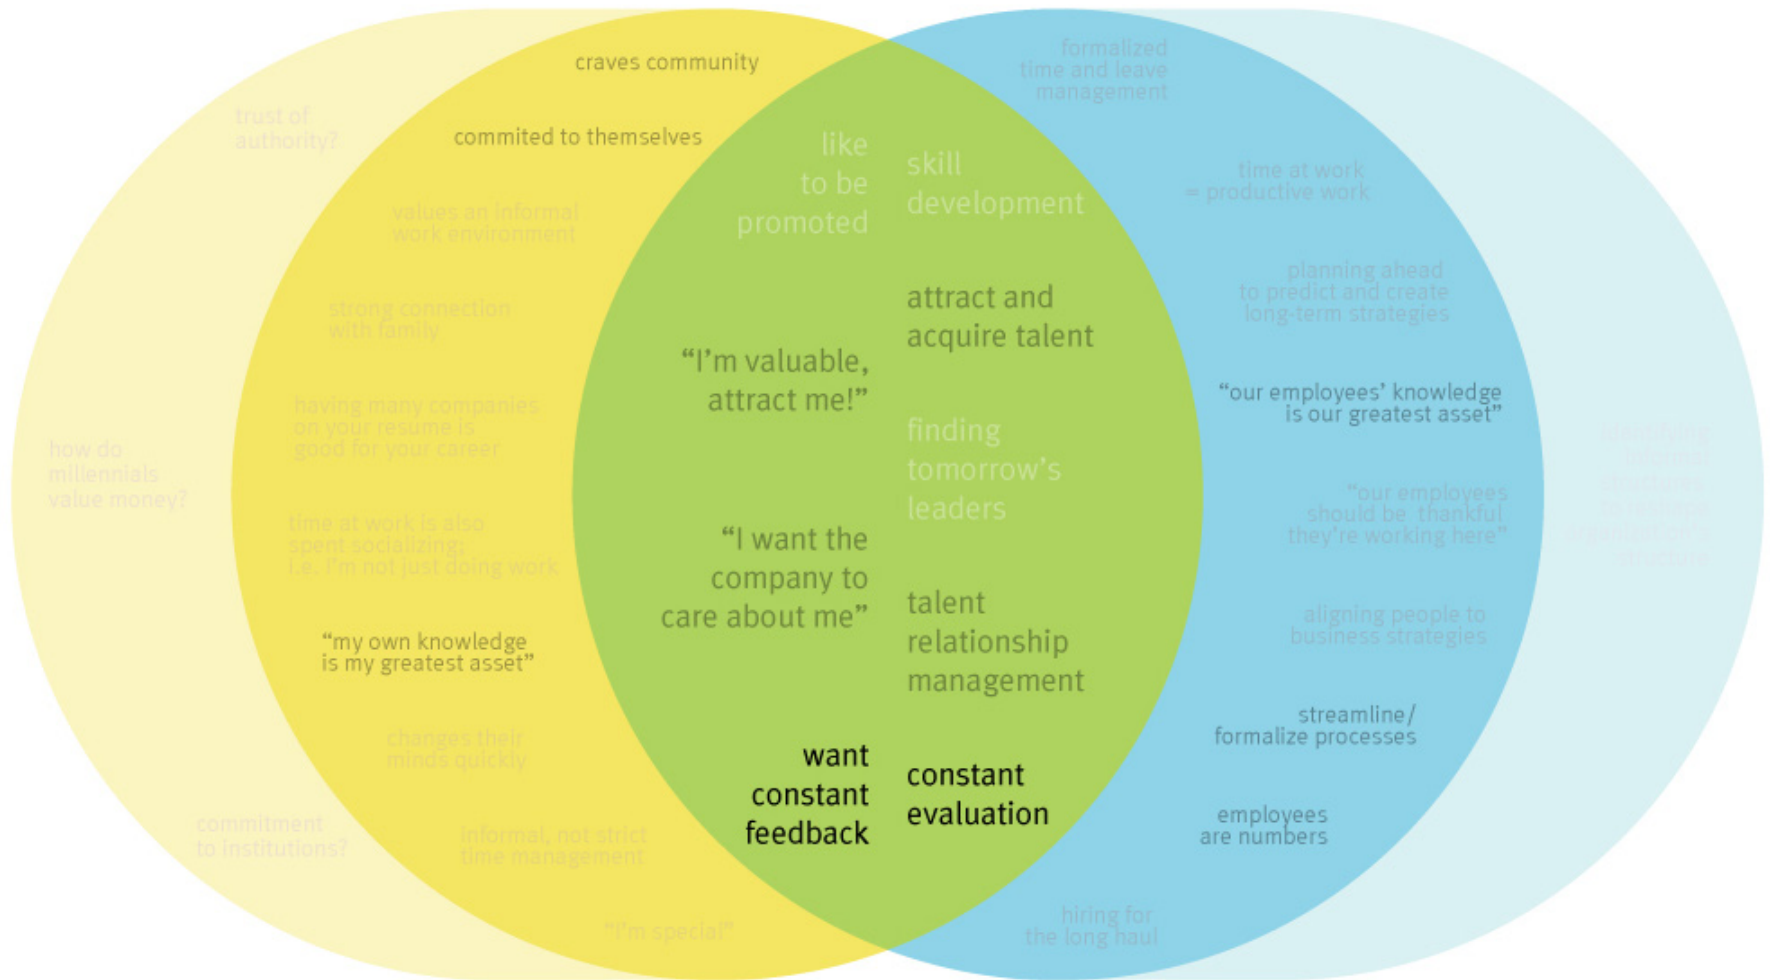 trust of
authority?
how do
millennials
value money?
commitment
to institutions?
craves community
commited to themselves
values an informal
work environment
strong connection
with family
having many companies
on your resume is
good for your career
time at work is also
spent socializing;
i.e. I'm not just doing work
“my own knowledge
is my greatest asset”
changes their
minds quickly
informal, not strict
time management
“I'm special”
like
to be
promoted
“I’m valuable,
attract me!”
“I want the
company to
care about me”
want
constant
feedback
skill
development
attract and
acquire talent
finding
tomorrow’s
leaders
talent
relationship
management
constant
evaluation
formalized
time and leave
management
time at work
= productive work
planning ahead
to predict and create
long-term strategies
“our employees’ knowledge
is our greatest asset”
“our employees
should be thankful
they’re working here”
aligning people to
business strategies
streamline/
formalize processes
employees
are numbers
hiring for
the long haul
identifying
informal
structures
to reshape
organization's
structure